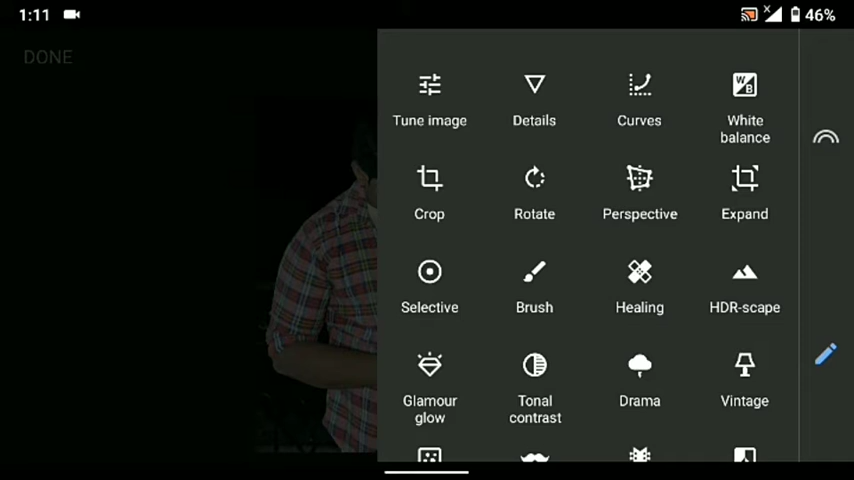 1:11
46%
DONE
Tune image
Details
Curves
W
B
White
balance
Crop
Rotate
Perspective
Expand
Selective
Brush
Healing
HDR-scape
Glamour
glow
Tonal
contrast
Drama
Vintage